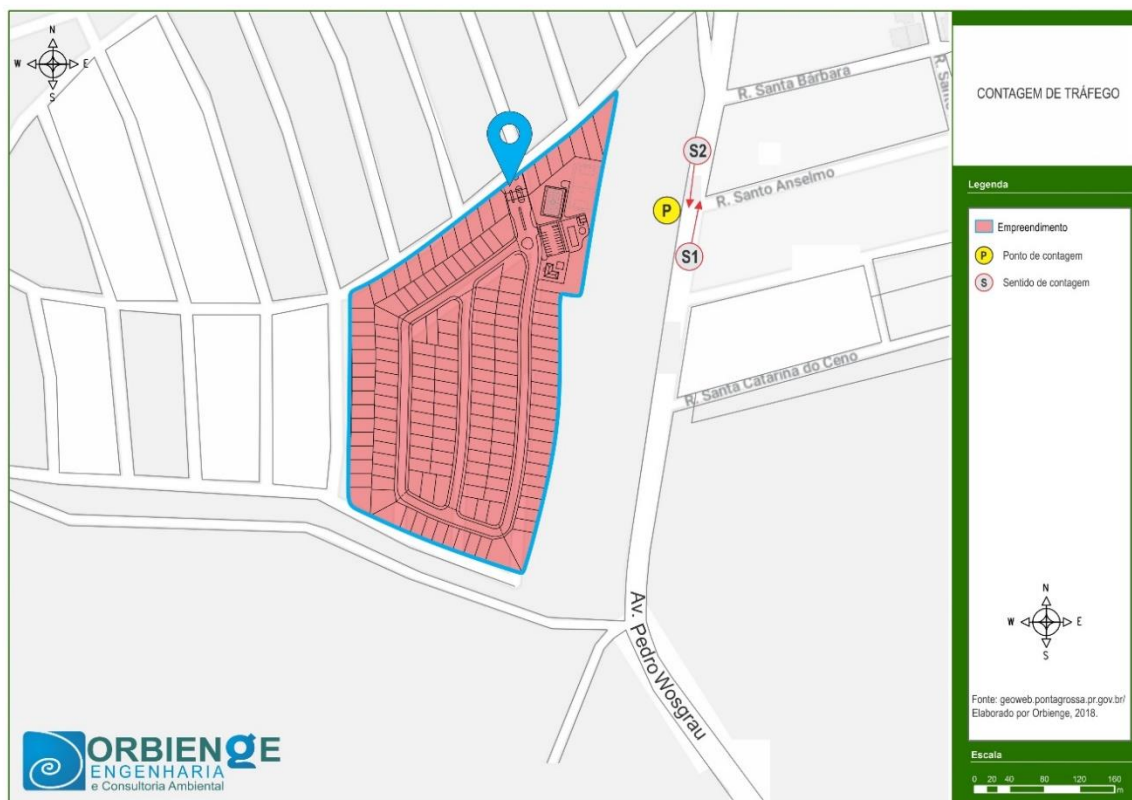 N
W
E
S
R. Santa Bárbara
R. Santo
S2
R. Santo Anselmo
P
S1
R. Santa Catarina do Ceno
Av. Pedro Wosgrau
ORBIENGE
ENGENHARIA
e Consultoria Ambiental
CONTAGEM DE TRÁFEGO
Legenda
Empreendimento
P Ponto de contagem
S Sentido de contagem
N
W
E
S
Fonte: geoweb.pontagrossa.pr.gov.br/
Elaborado por Orbienge, 2018.
Escala
0 20 40 80 120 160
m